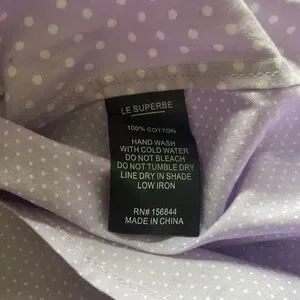 LE SUPERBE
100% COTTON
HAND WASH
WITH COLD WATER
DO NOT BLEACH
DO NOT TUMBLE DRY
LINE DRY IN SHADE
LOW IRON
RN# 156844
MADE IN CHINA